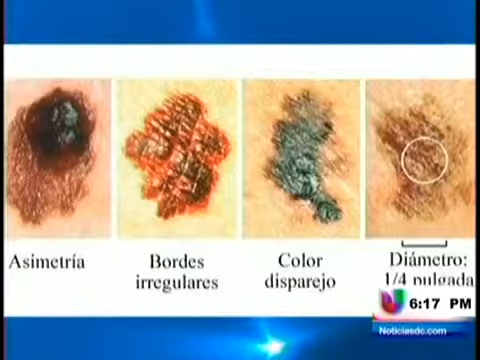 Asimetría
Bordes
irregulares
Color
disparejo
Diámetro:
1/4 pulgada
6:17 PM
Noticiasdc.com